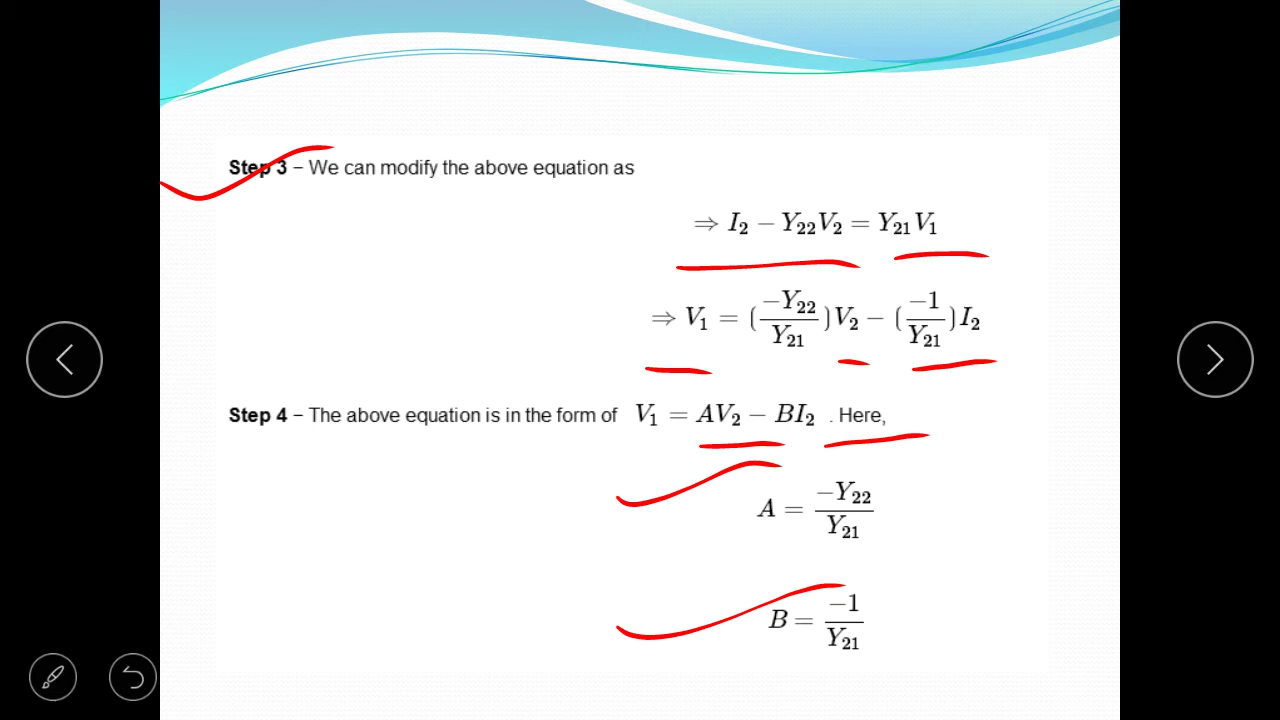 Step 3 – We can modify the above equation as
⇒ I₂ − Y₂₂V₂ = Y₂₁V₁
⇒ V₁ = (−Y₂₂/Y₂₁)V₂ − (−1/Y₂₁)I₂
Step 4 – The above equation is in the form of V₁ = AV₂ − BI₂ . Here,
A = −Y₂₂/Y₂₁
B = −1/Y₂₁